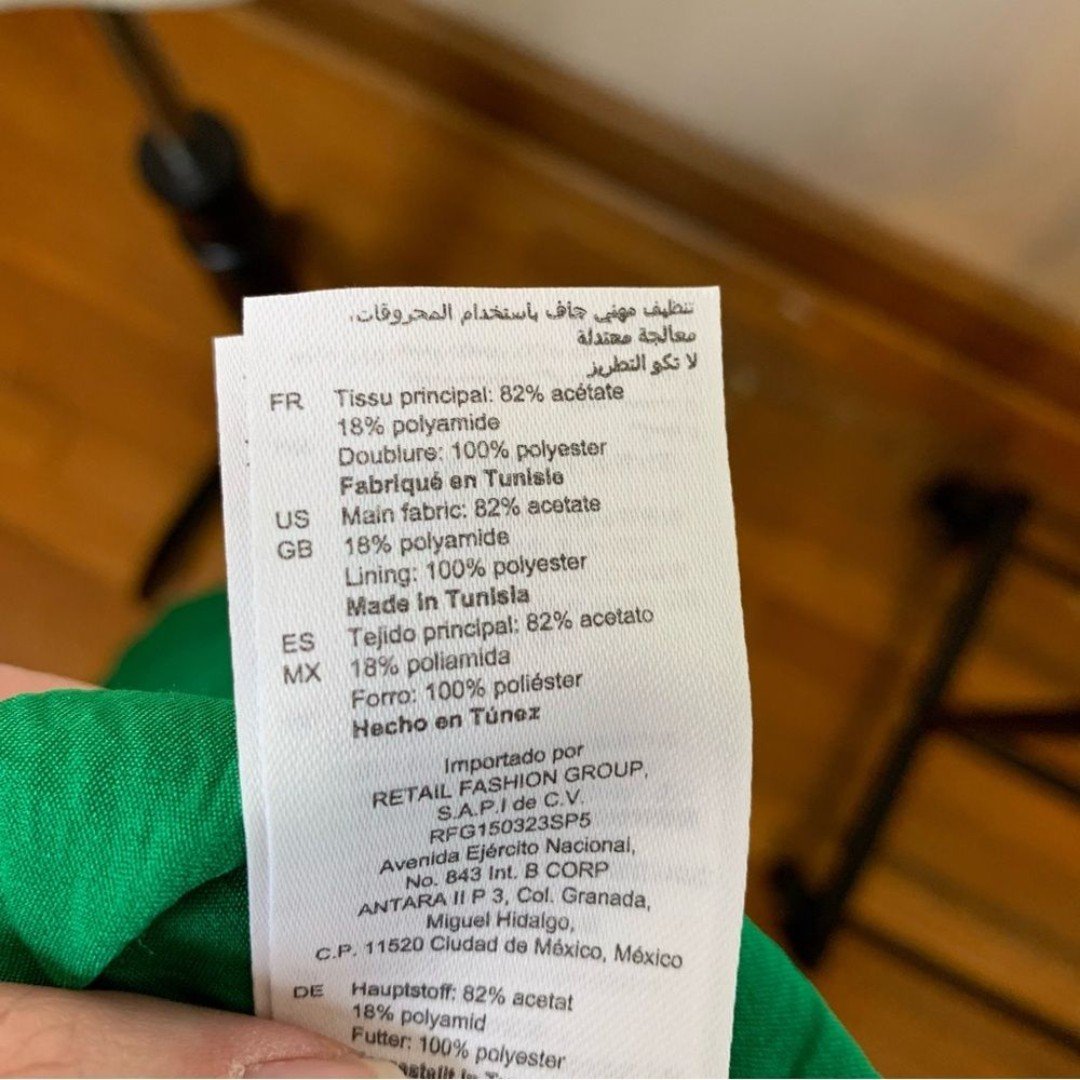 تنظيف مهني جاف باستخدام المحروقات،
معالجة معتدلة
لا تكو التطريز
FR Tissu principal: 82% acétate
18% polyamide
Doublure: 100% polyester
Fabriqué en Tunisie
US Main fabric: 82% acetate
GB 18% polyamide
Lining: 100% polyester
Made in Tunisia
ES Tejido principal: 82% acetato
MX 18% poliamida
Forro: 100% poliéster
Hecho en Túnez
Importado por
RETAIL FASHION GROUP,
S.A.P.I de C.V.
RFG150323SP5
Avenida Ejército Nacional,
No. 843 Int. B CORP
ANTARA II P 3, Col. Granada,
Miguel Hidalgo,
C.P. 11520 Ciudad de México, México
DE Hauptstoff: 82% acetat
18% polyamid
Futter: 100% polyester